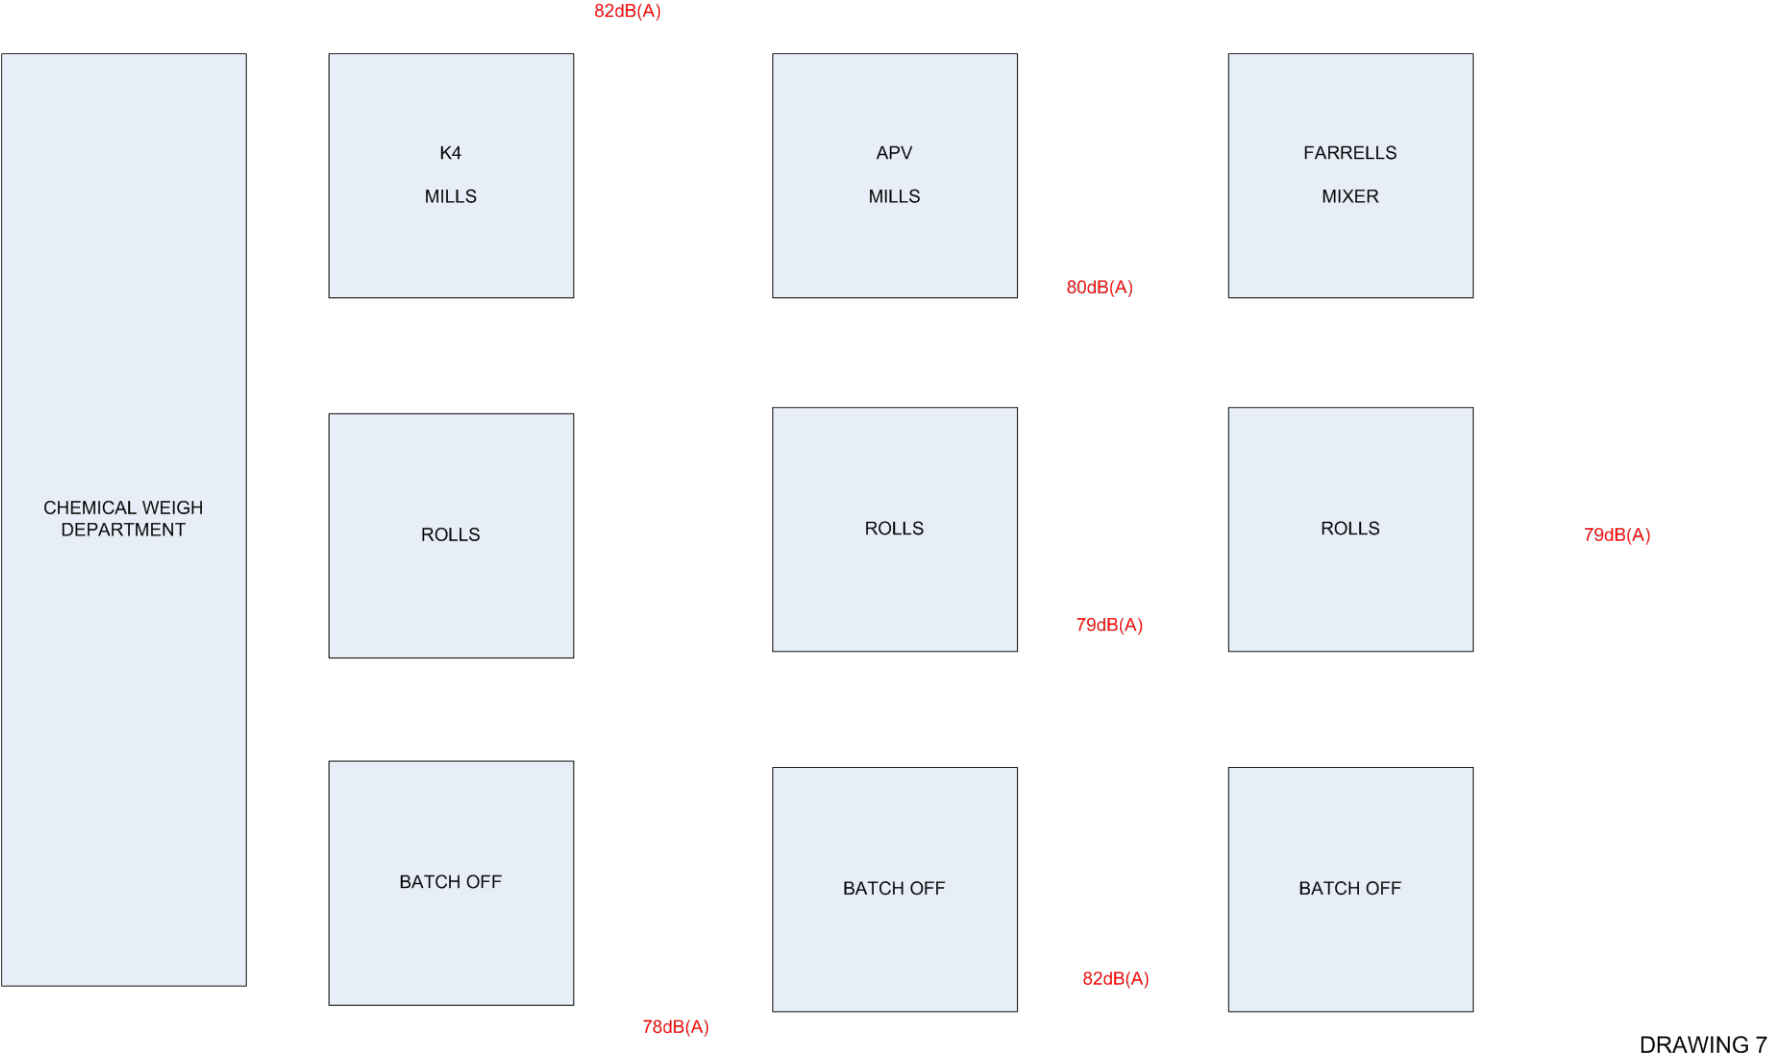 82dB(A)
K4
MILLS
APV
MILLS
FARRELLS
MIXER
80dB(A)
CHEMICAL WEIGH
DEPARTMENT
ROLLS
ROLLS
ROLLS
79dB(A)
79dB(A)
BATCH OFF
BATCH OFF
BATCH OFF
82dB(A)
78dB(A)
DRAWING 7